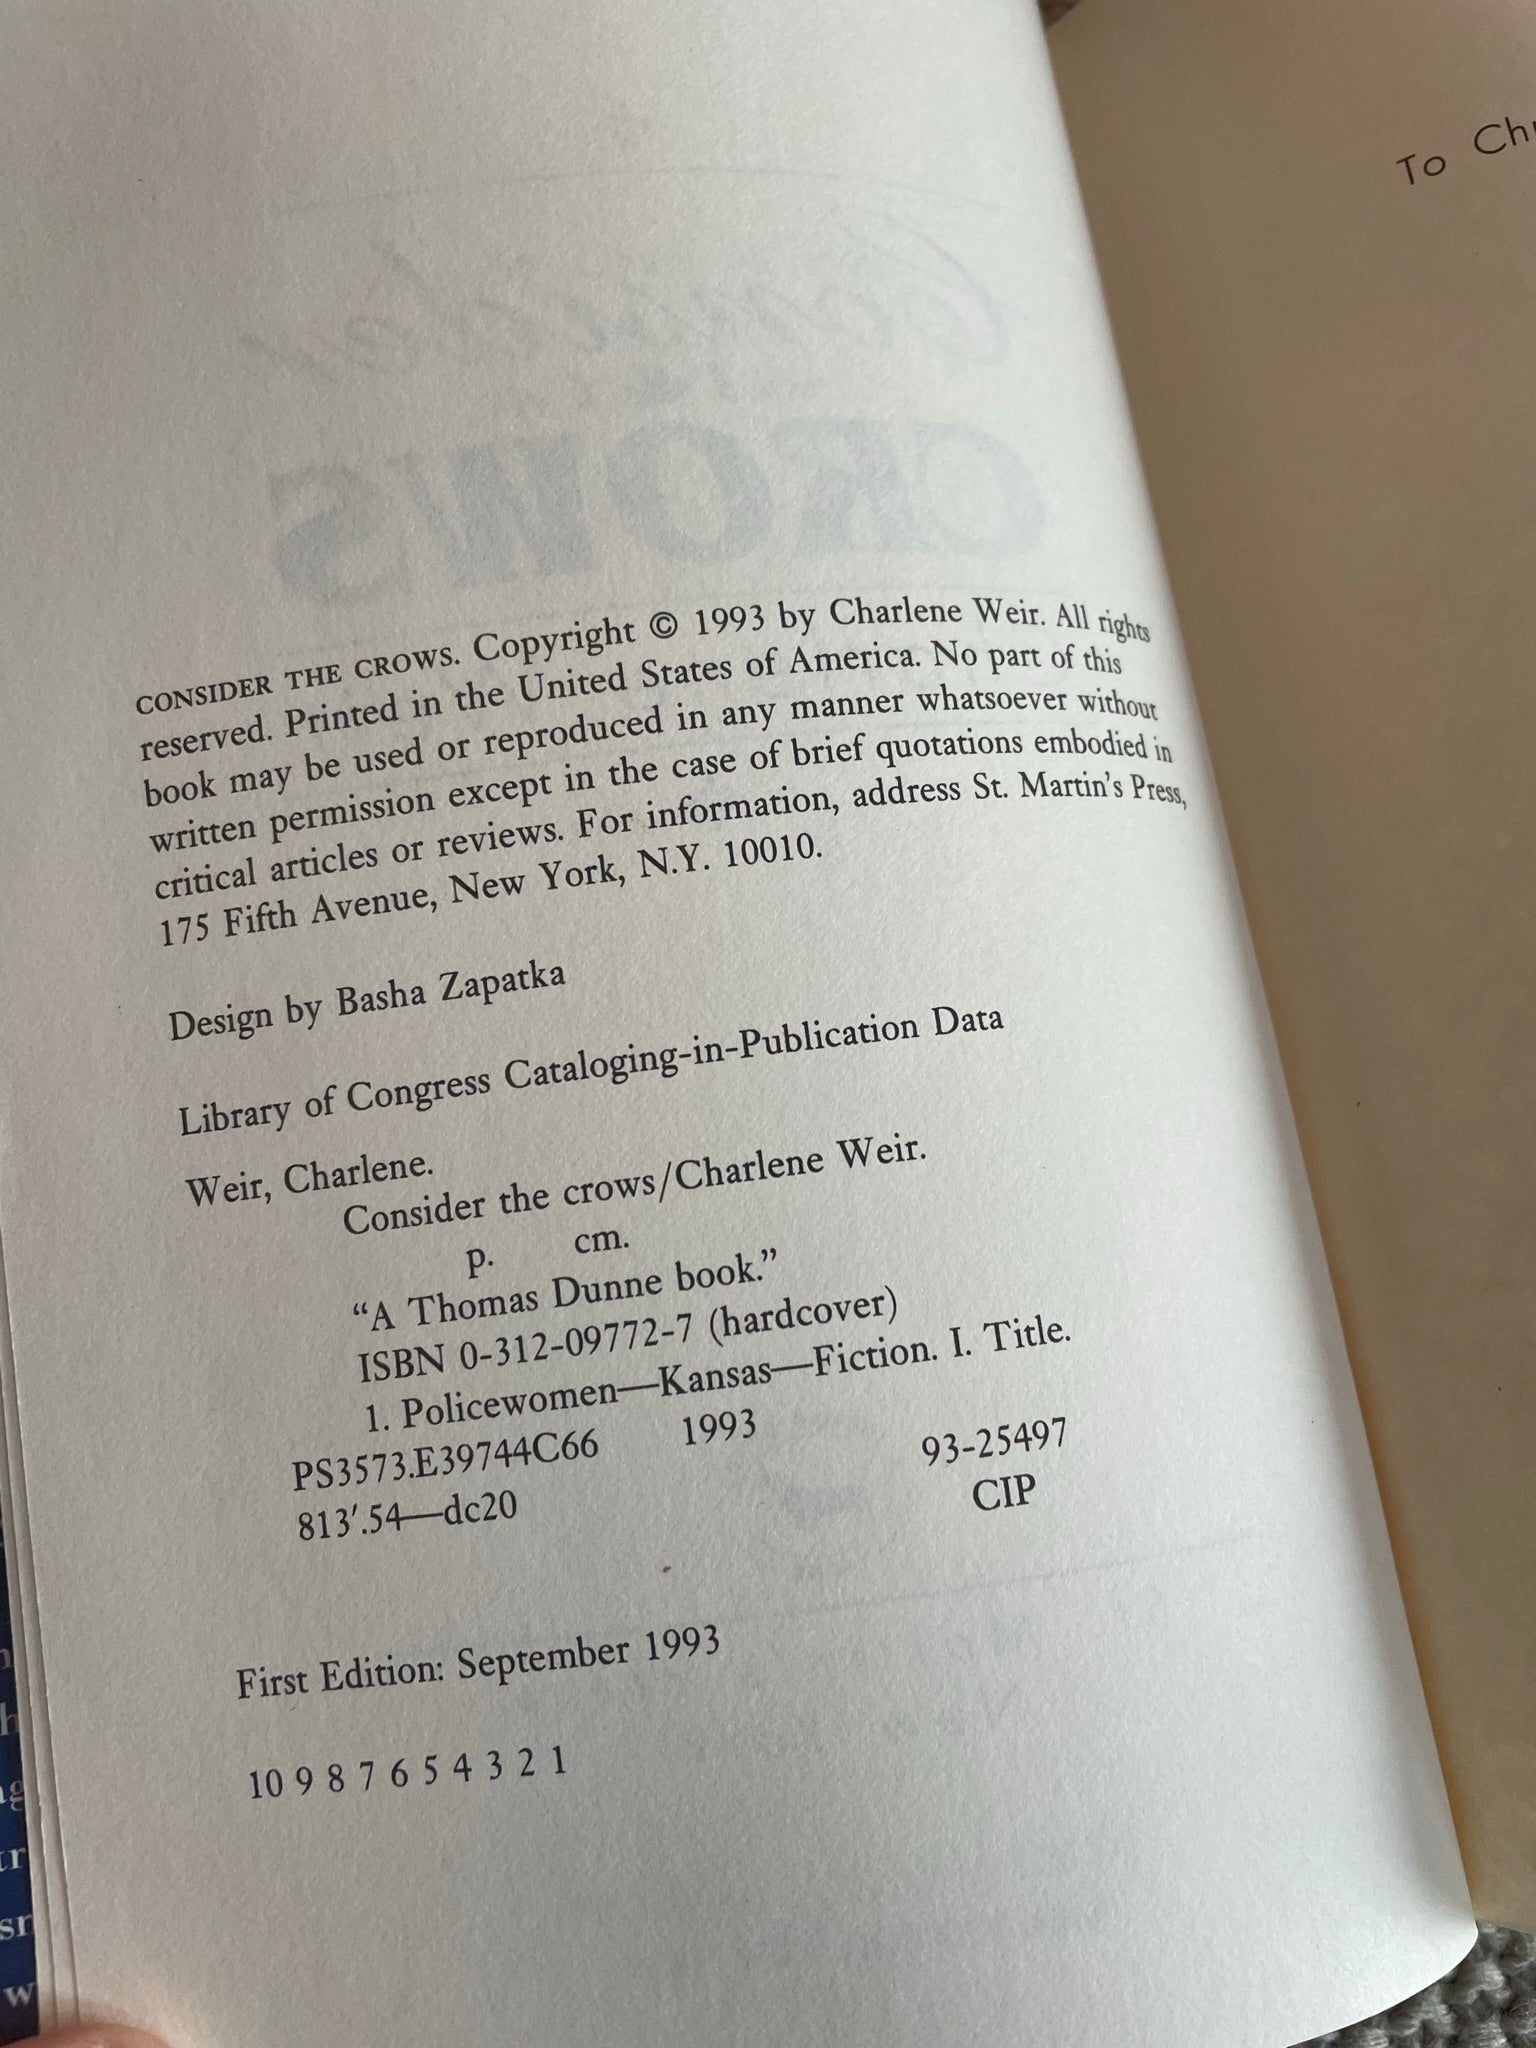 To
CONSIDER THE CROWS. Copyright © 1993 by Charlene Weir. All rights
reserved. Printed in the United States of America. No part of this
book may be used or reproduced in any manner whatsoever without
written permission except in the case of brief quotations embodied in
critical articles or reviews. For information, address St. Martin's Press,
175 Fifth Avenue, New York, N.Y. 10010.
Design by Basha Zapatka
Library of Congress Cataloging-in-Publication Data
Weir, Charlene.
Consider the crows/Charlene Weir.
p. cm.
“A Thomas Dunne book.”
ISBN 0-312-09772-7 (hardcover)
1. Policewomen—Kansas—Fiction. I. Title.
PS3573.E39744C66 1993 93-25497
813'.54—dc20 CIP
First Edition: September 1993
10 9 8 7 6 5 4 3 2 1